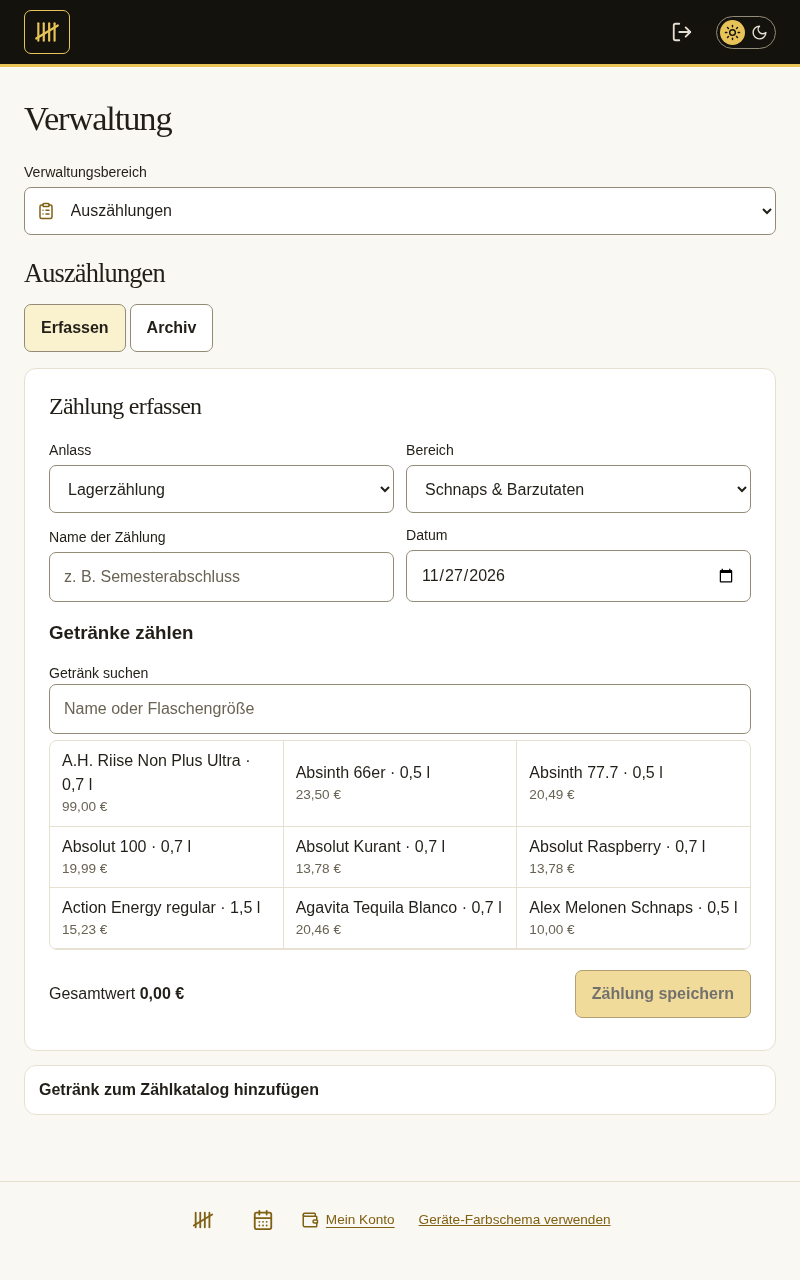 Verwaltung
Verwaltungsbereich
Auszählungen
Auszählungen
Erfassen Archiv
Zählung erfassen
Anlass Bereich
Lagerzählung Schnaps & Barzutaten
Name der Zählung Datum
z. B. Semesterabschluss 11/27/2026
Getränke zählen
Getränk suchen
Name oder Flaschengröße
A.H. Riise Non Plus Ultra ·
0,7 l
99,00 €
Absinth 66er · 0,5 l
23,50 €
Absinth 77.7 · 0,5 l
20,49 €
Absolut 100 · 0,7 l
19,99 €
Absolut Kurant · 0,7 l
13,78 €
Absolut Raspberry · 0,7 l
13,78 €
Action Energy regular · 1,5 l
15,23 €
Agavita Tequila Blanco · 0,7 l
20,46 €
Alex Melonen Schnaps · 0,5 l
10,00 €
Gesamtwert 0,00 € Zählung speichern
Getränk zum Zählkatalog hinzufügen
Mein Konto Geräte-Farbschema verwenden